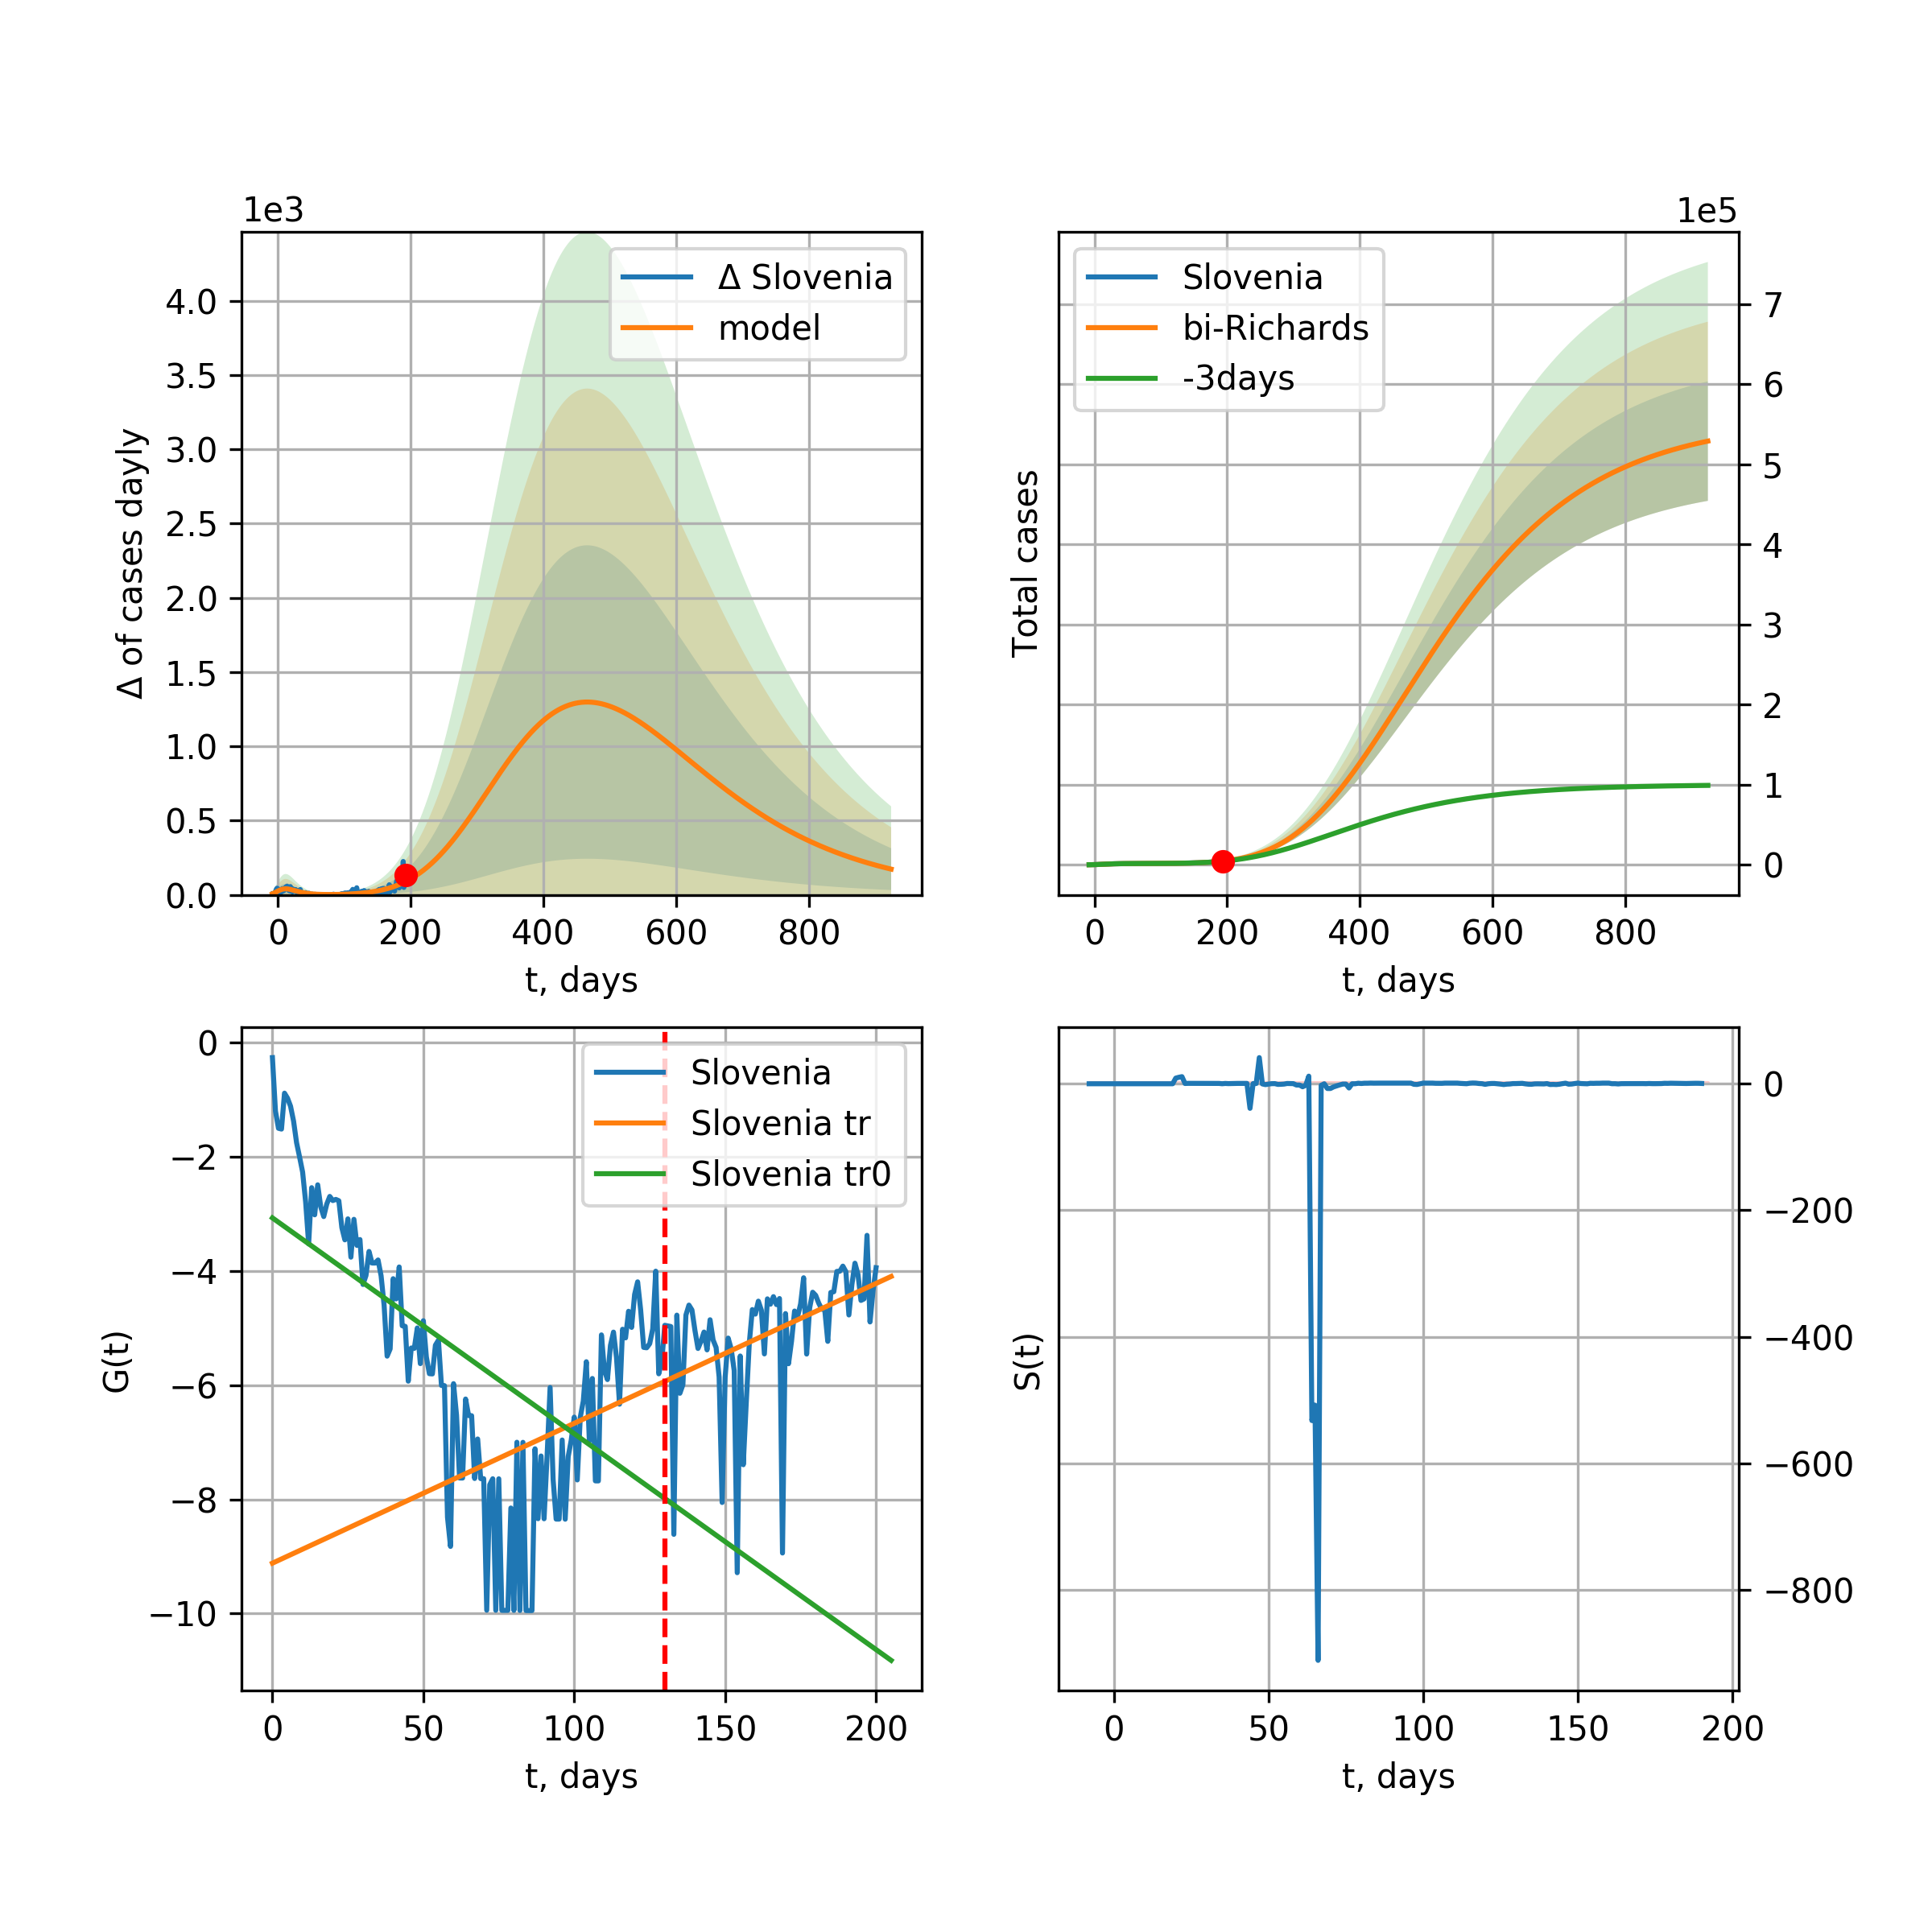 1e3
Δ Slovenia
model
4.0
3.5
3.0
2.5
2.0
1.5
1.0
0.5
0.0
Δ of cases dayly
0 200 400 600 800
t, days
1e5
Slovenia
bi-Richards
-3days
7
6
5
4
3
2
1
0
Total cases
0 200 400 600 800
t, days
Slovenia
Slovenia tr
Slovenia tr0
0
−2
−4
−6
−8
−10
G(t)
0 50 100 150 200
t, days
0
−200
−400
−600
−800
S(t)
0 50 100 150 200
t, days